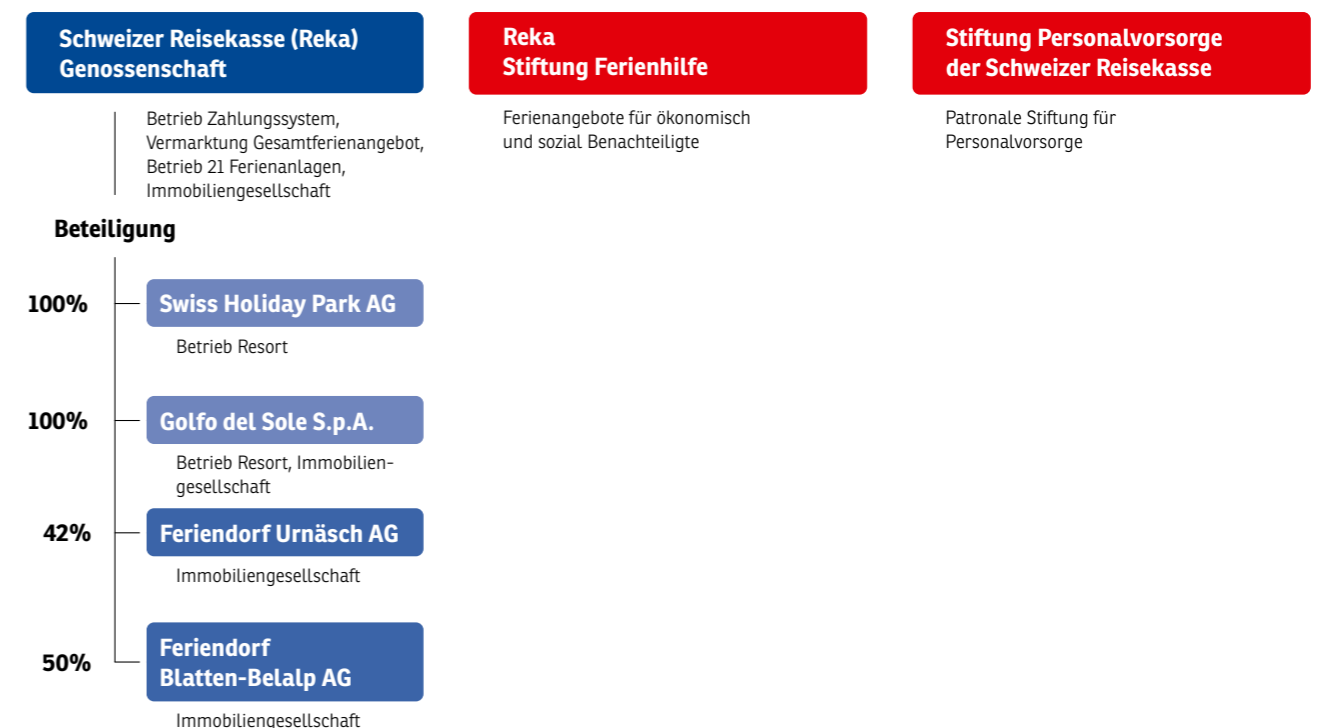 Schweizer Reisekasse (Reka)
Genossenschaft
Betrieb Zahlungssystem,
Vermarktung Gesamtferienangebot,
Betrieb 21 Ferienanlagen,
Immobiliengesellschaft
Reka
Stiftung Ferienhilfe
Ferienangebote für ökonomisch
und sozial Benachteiligte
Stiftung Personalvorsorge
der Schweizer Reisekasse
Patronale Stiftung für
Personalvorsorge
Beteiligung
100%
Swiss Holiday Park AG
Betrieb Resort
100%
Golfo del Sole S.p.A.
Betrieb Resort, Immobilien-
gesellschaft
42%
Feriendorf Urnäsch AG
Immobiliengesellschaft
50%
Feriendorf
Blatten-Belalp AG
Immobiliengesellschaft